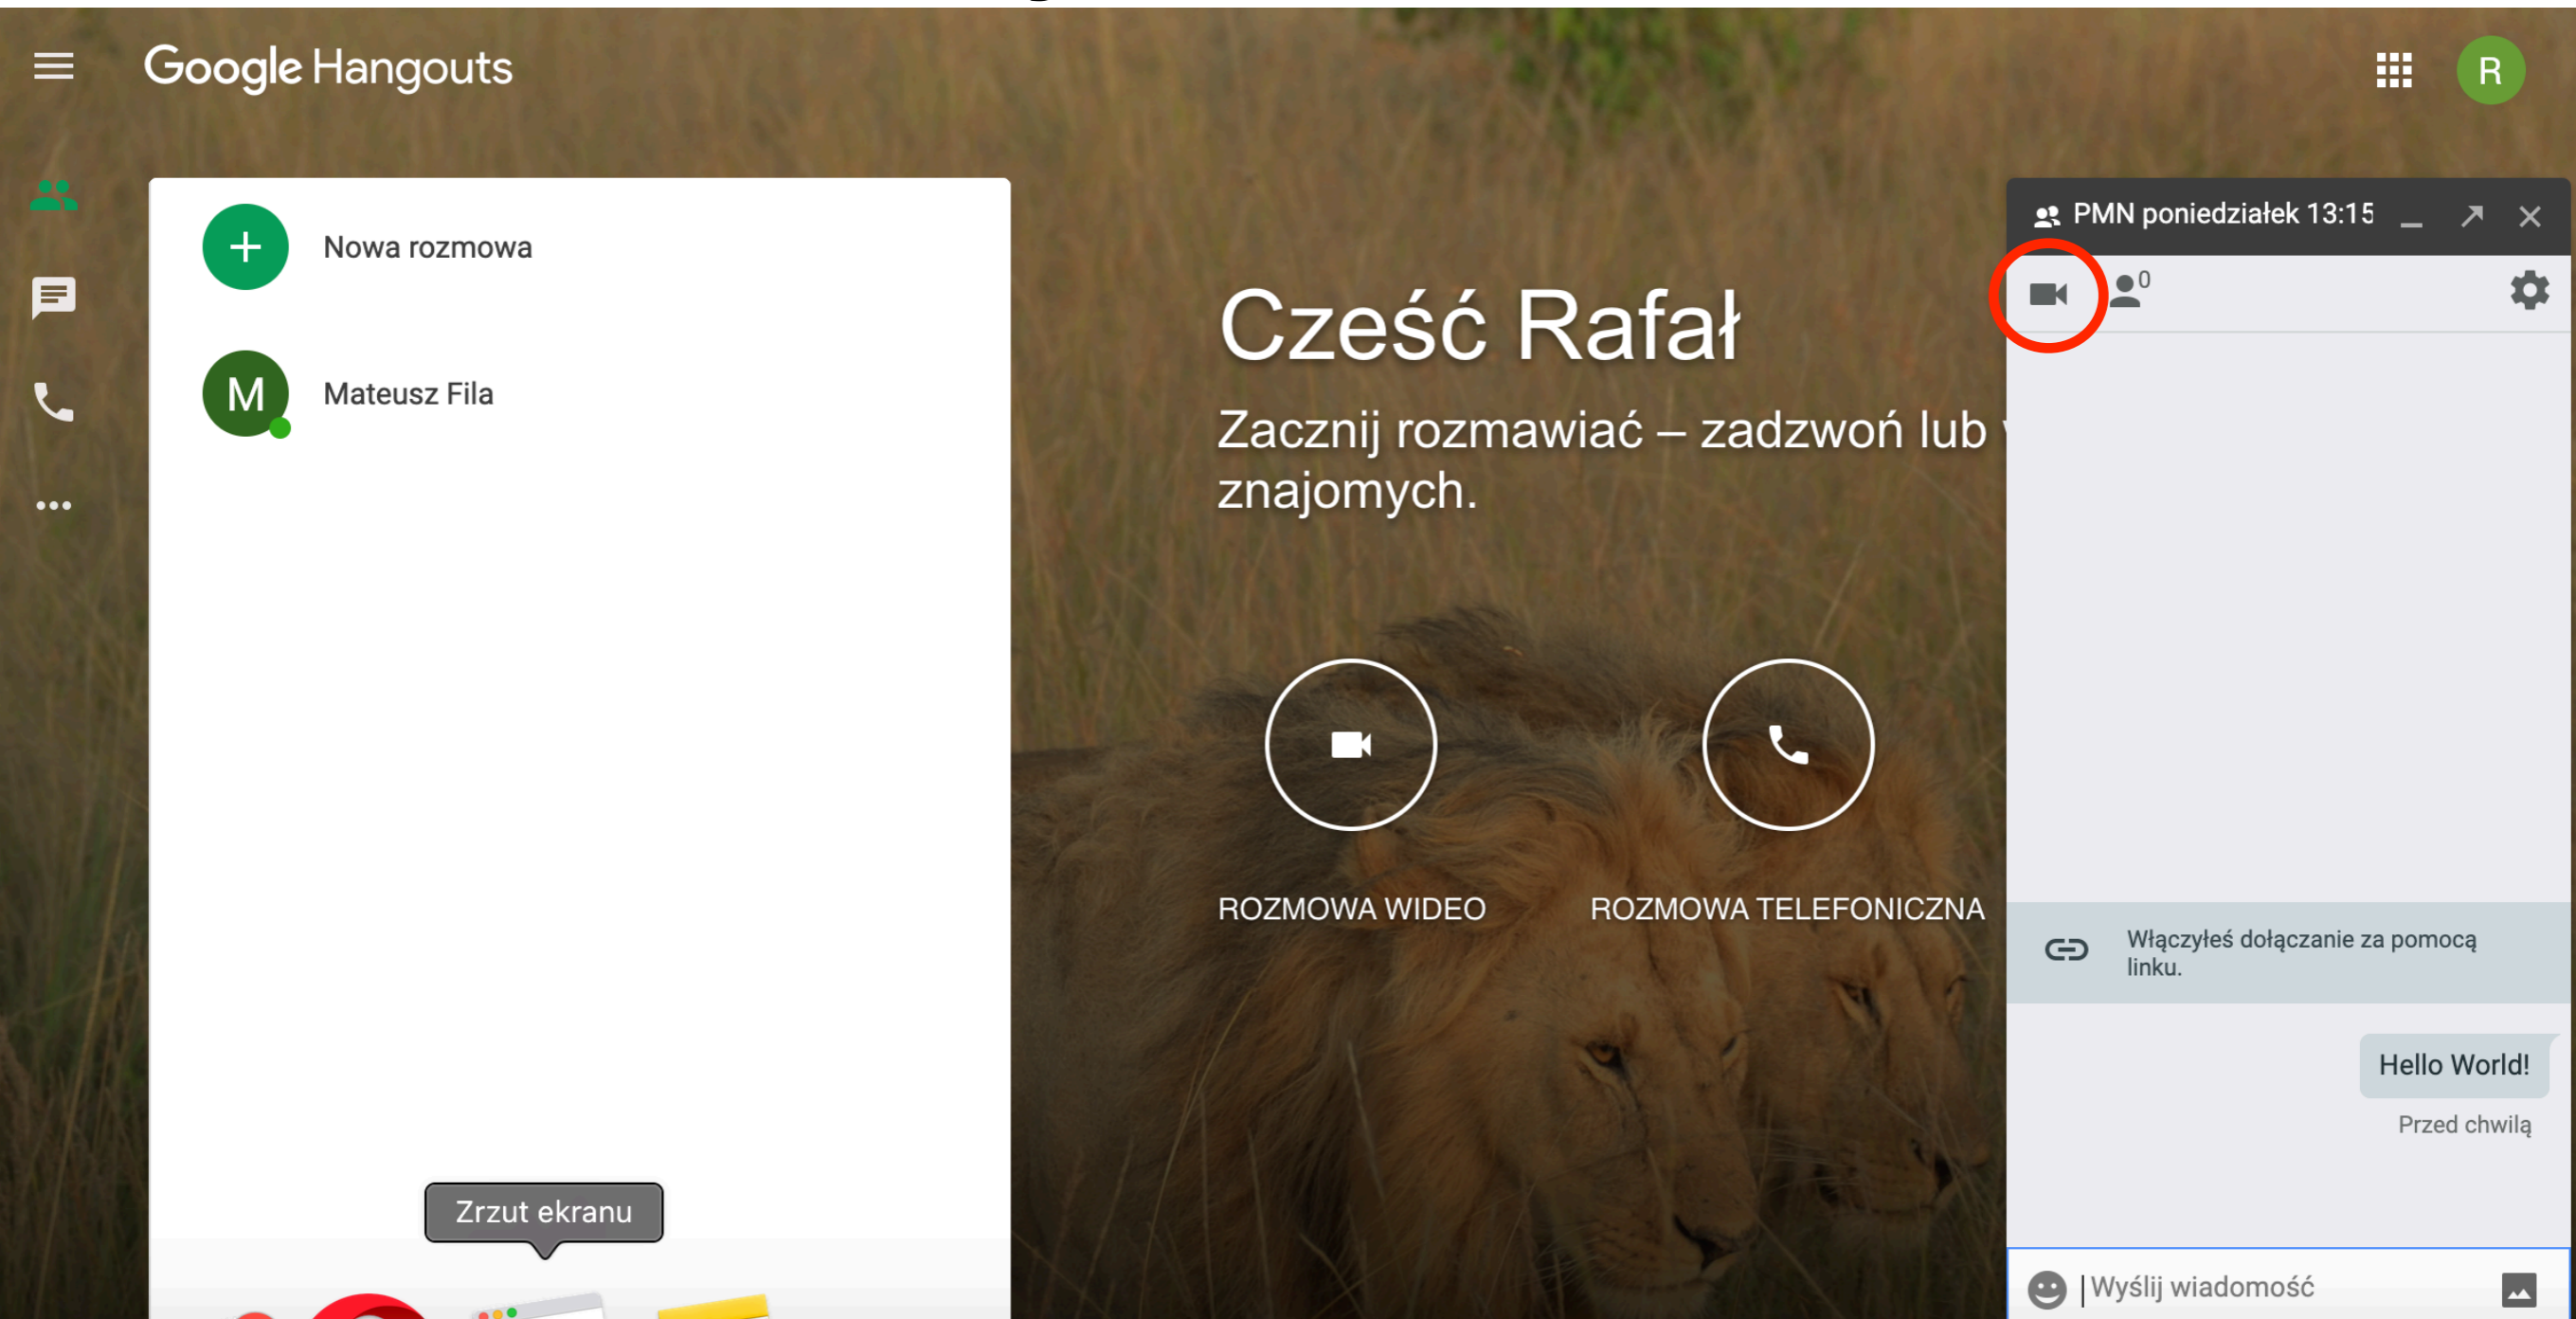 Google Hangouts
R
Nowa rozmowa
M
Mateusz Fila
Cześć Rafał
Zacznij rozmawiać – zadzwoń lub
znajomych.
ROZMOWA WIDEO
ROZMOWA TELEFONICZNA
PMN poniedziałek 13:15
0
Włączyłeś dołączanie za pomocą
linku.
Hello World!
Przed chwilą
Wyślij wiadomość
Zrzut ekranu